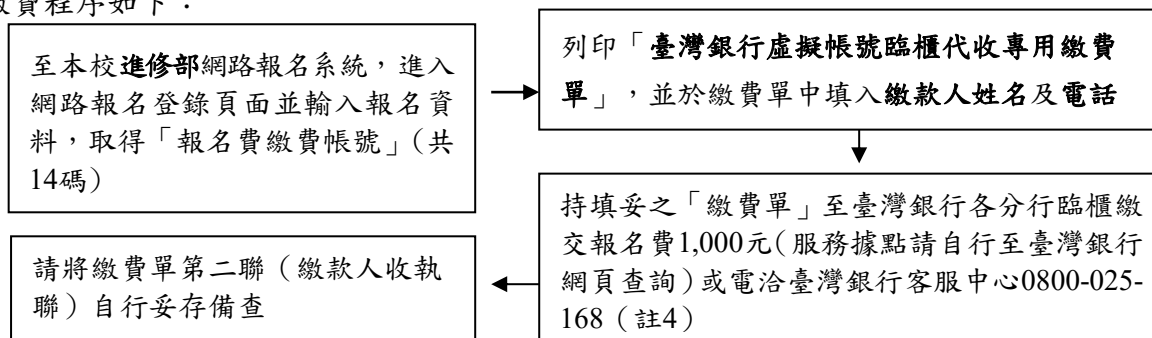 繳費程序如下：
至本校進修部網路報名系統，進入
網路報名登錄頁面並輸入報名資
料，取得「報名費繳費帳號」（共
14碼）
列印「臺灣銀行虛擬帳號臨櫃代收專用繳費
單」，並於繳費單中填入繳款人姓名及電話
持填妥之「繳費單」至臺灣銀行各分行臨櫃繳
交報名費1,000元（服務據點請自行至臺灣銀行
網頁查詢）或電洽臺灣銀行客服中心0800-025-
168（註4）
請將繳費單第二聯（繳款人收執
聯）自行妥存備查